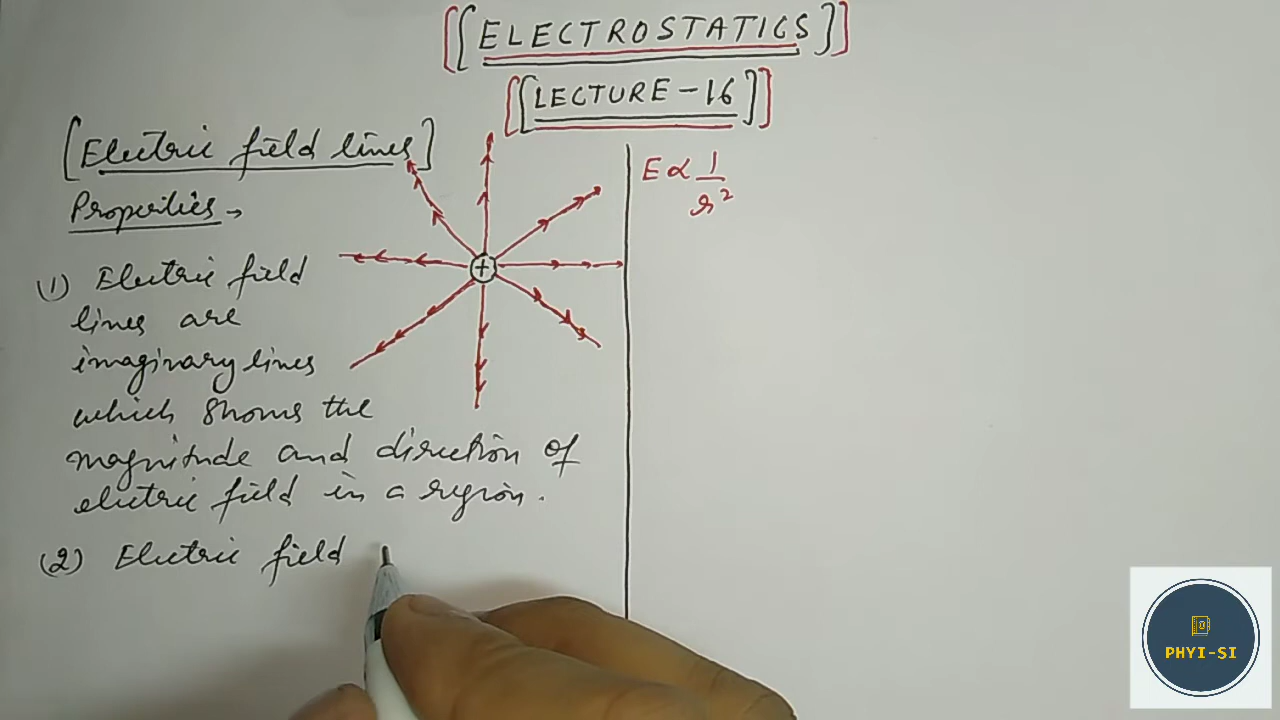 [[ELECTROSTATICS]]
[[LECTURE-16]]
[Electric field lines]
Properties →
(1) Electric field
lines are
imaginary lines
which shows the
magnitude and direction of
electric field in a region.
(2) Electric field
+
E ∝ 1/r²
PHYI-SI